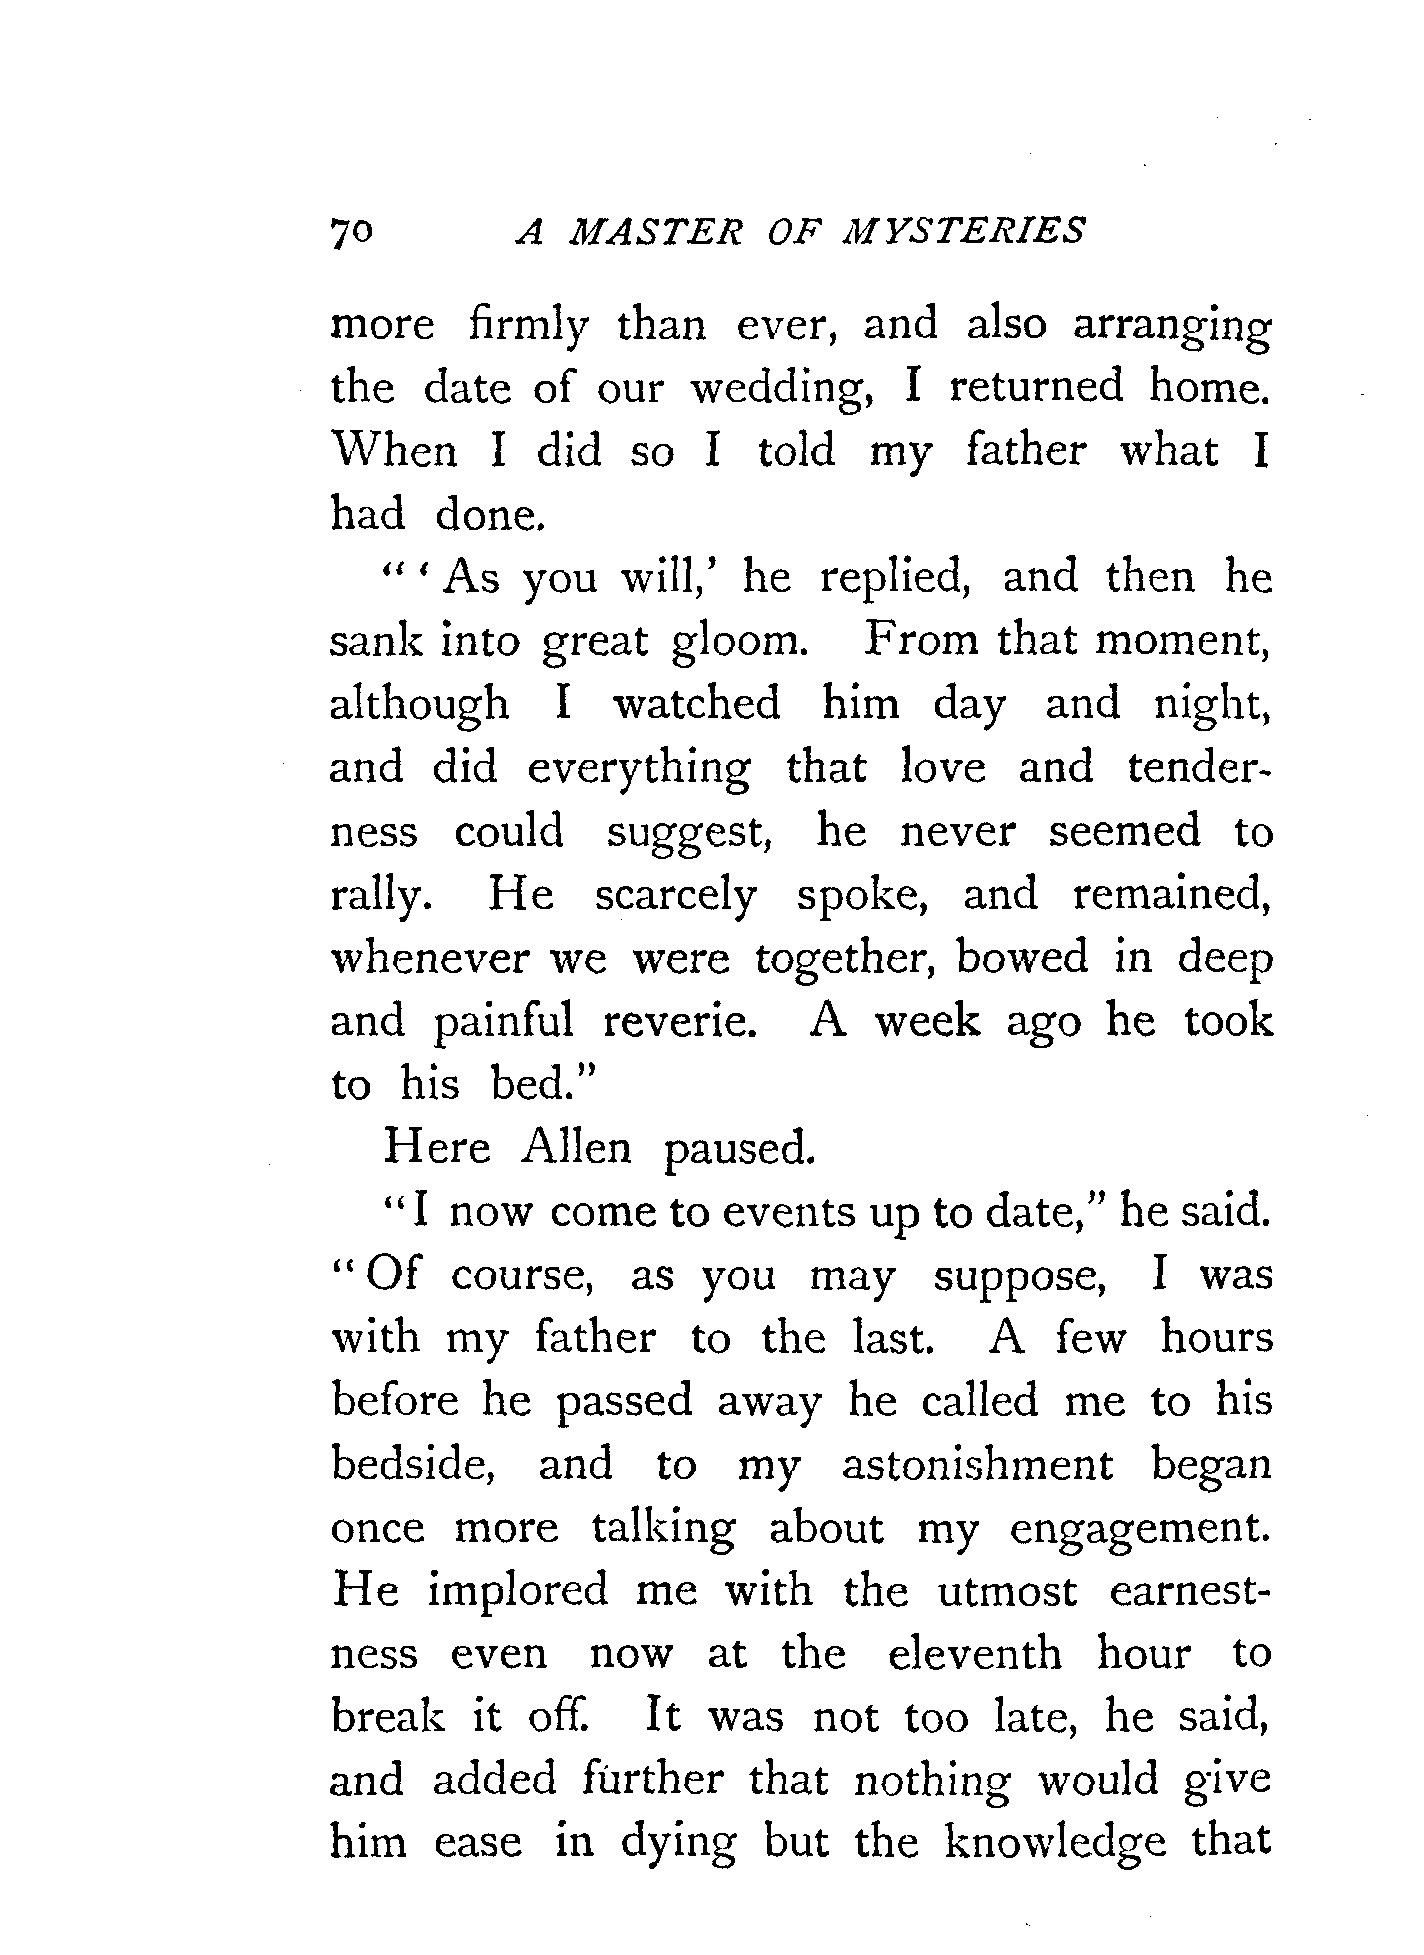 70 A MASTER OF MYSTERIES
more firmly than ever, and also arranging
the date of our wedding, I returned home.
When I did so I told my father what I
had done.
“ ‘ As you will,’ he replied, and then he
sank into great gloom. From that moment,
although I watched him day and night,
and did everything that love and tender-
ness could suggest, he never seemed to
rally. He scarcely spoke, and remained,
whenever we were together, bowed in deep
and painful reverie. A week ago he took
to his bed.”
Here Allen paused.
“ I now come to events up to date,” he said.
“ Of course, as you may suppose, I was
with my father to the last. A few hours
before he passed away he called me to his
bedside, and to my astonishment began
once more talking about my engagement.
He implored me with the utmost earnest-
ness even now at the eleventh hour to
break it off. It was not too late, he said,
and added further that nothing would give
him ease in dying but the knowledge that